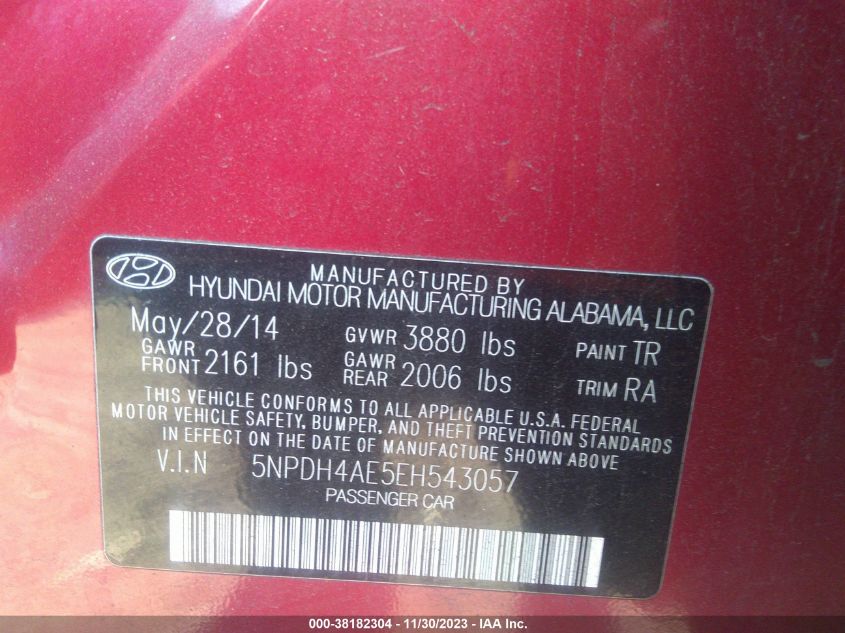 MANUFACTURED BY
HYUNDAI MOTOR MANUFACTURING ALABAMA, LLC
May/28/14 GVWR 3880 lbs PAINT TR
GAWR FRONT 2161 lbs GAWR REAR 2006 lbs TRIM RA
THIS VEHICLE CONFORMS TO ALL APPLICABLE U.S.A. FEDERAL
MOTOR VEHICLE SAFETY, BUMPER, AND THEFT PREVENTION STANDARDS
IN EFFECT ON THE DATE OF MANUFACTURE SHOWN ABOVE.
V.I.N 5NPDH4AE5EH543057
PASSENGER CAR
000-38182304 - 11/30/2023 - IAA Inc.